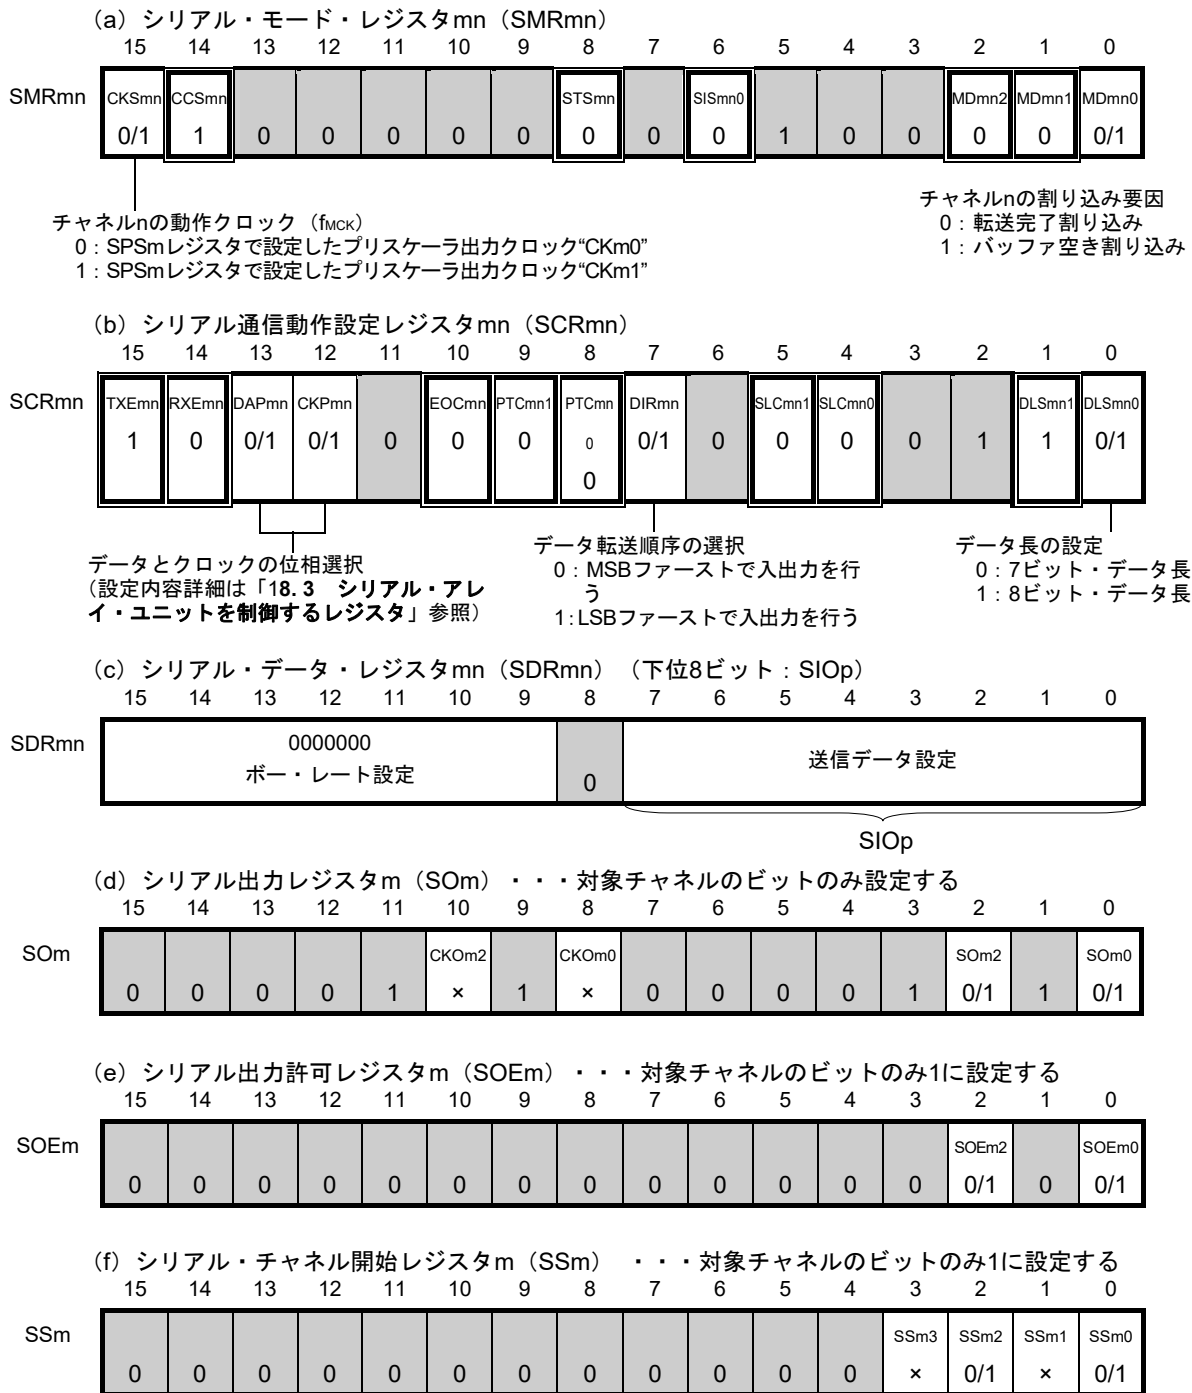 (a) シリアル・モード・レジスタmn（SMRmn）
15 14 13 12 11 10 9 8 7 6 5 4 3 2 1 0
SMRmn CKSmn CCSmn STSmn SISmn0 MDmn2 MDmn1 MDmn0
0/1 1 0 0 0 0 0 0 0 0 1 0 0 0 0 0/1
チャネルnの動作クロック（fMCK）
0：SPSmレジスタで設定したプリスケーラ出力クロック“CKm0”
1：SPSmレジスタで設定したプリスケーラ出力クロック“CKm1”
チャネルnの割り込み要因
0：転送完了割り込み
1：バッファ空き割り込み
(b) シリアル通信動作設定レジスタmn（SCRmn）
15 14 13 12 11 10 9 8 7 6 5 4 3 2 1 0
SCRmn TXEmn RXEmn DAPmn CKPmn EOCmn PTCmn1 PTCmn DIRmn SLCmn1 SLCmn0 DLSmn1 DLSmn0
1 0 0/1 0/1 0 0 0 0 0/1 0 0 0 0 1 1 0/1
0
データとクロックの位相選択
（設定内容詳細は「18.3 シリアル・アレ
イ・ユニットを制御するレジスタ」参照）
データ転送順序の選択
0：MSBファーストで入出力を行
う
1：LSBファーストで入出力を行う
データ長の設定
0：7ビット・データ長
1：8ビット・データ長
(c) シリアル・データ・レジスタmn（SDRmn）（下位8ビット：SIOp）
15 14 13 12 11 10 9 8 7 6 5 4 3 2 1 0
SDRmn 0000000
ボー・レート設定 0 送信データ設定
SIOp
(d) シリアル出力レジスタm（SOm）・・・対象チャネルのビットのみ設定する
15 14 13 12 11 10 9 8 7 6 5 4 3 2 1 0
SOm CKOm2 CKOm0 SOm2 SOm0
0 0 0 0 1 × 1 × 0 0 0 0 1 0/1 1 0/1
(e) シリアル出力許可レジスタm（SOEm）・・・対象チャネルのビットのみ1に設定する
15 14 13 12 11 10 9 8 7 6 5 4 3 2 1 0
SOEm SOEm2 SOEm0
0 0 0 0 0 0 0 0 0 0 0 0 0 0/1 0 0/1
(f) シリアル・チャネル開始レジスタm（SSm） ・・・対象チャネルのビットのみ1に設定する
15 14 13 12 11 10 9 8 7 6 5 4 3 2 1 0
SSm SSm3 SSm2 SSm1 SSm0
0 0 0 0 0 0 0 0 0 0 0 0 × 0/1 × 0/1